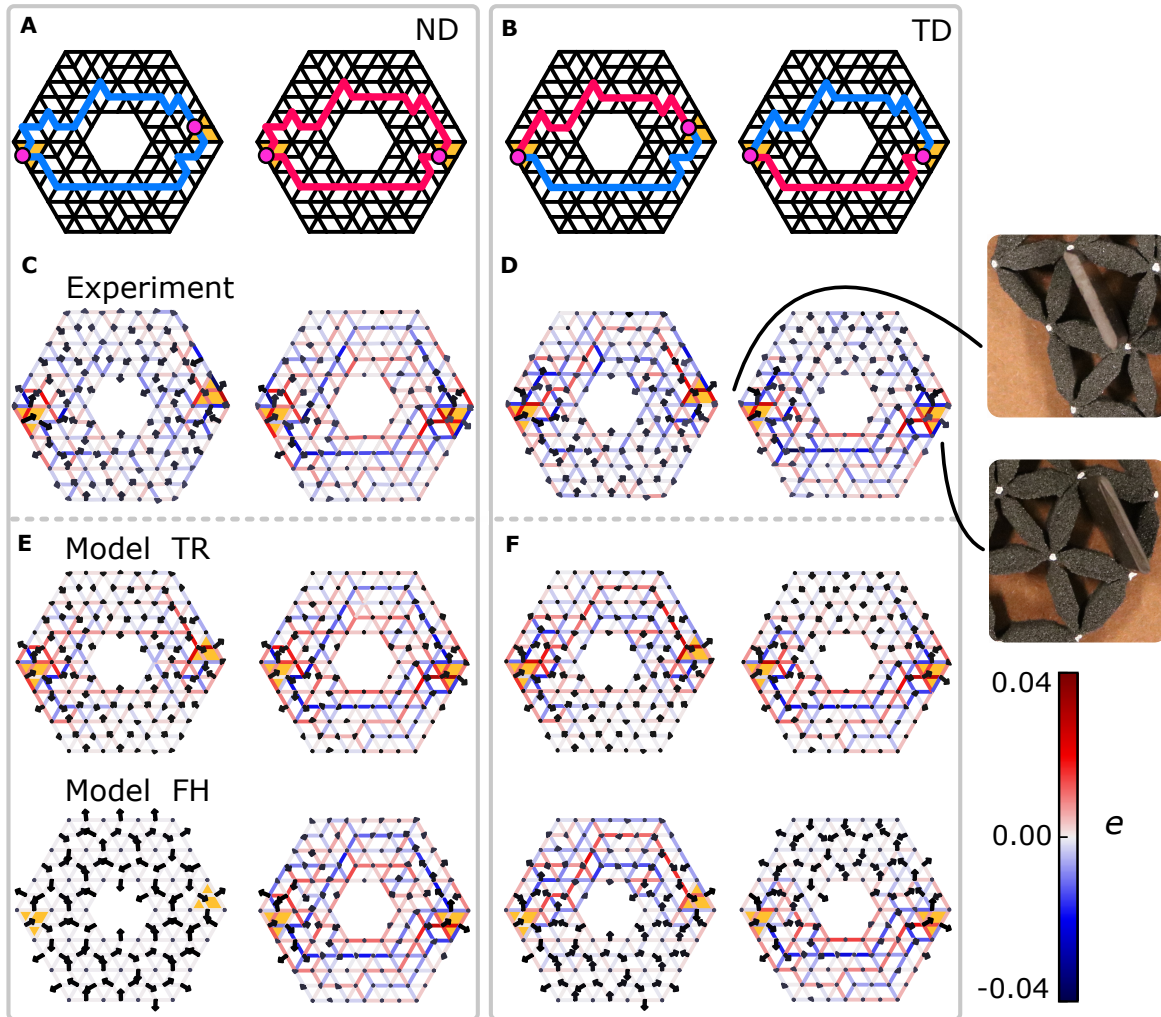 A
ND
B
TD
C
Experiment
D
E
Model TR
F
Model FH
0.04
0.00
e
-0.04